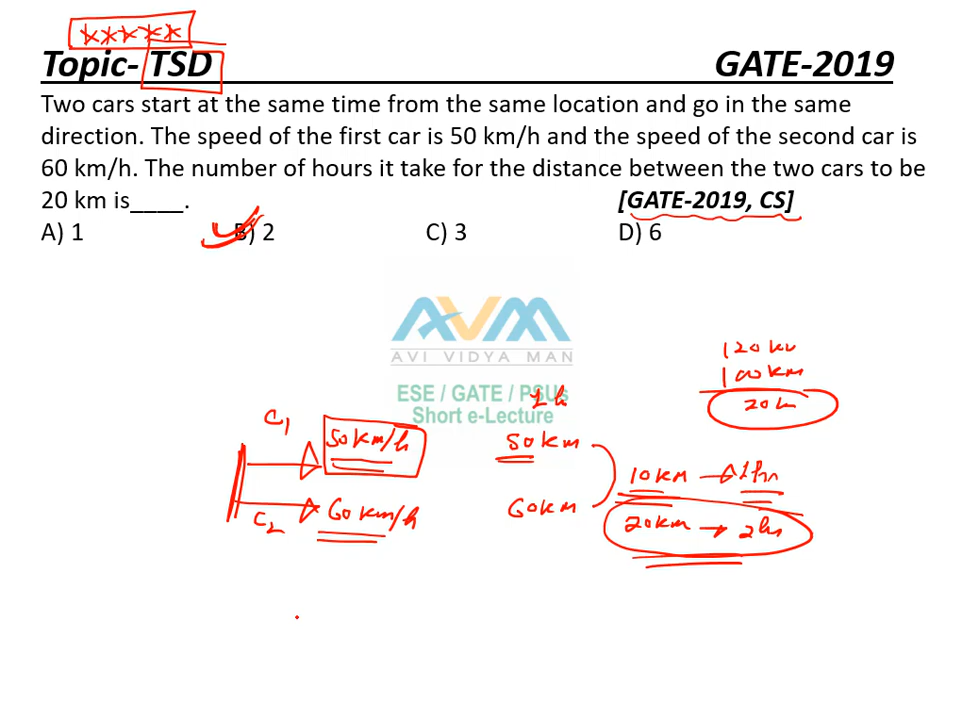 *****
Topic- TSD GATE-2019
Two cars start at the same time from the same location and go in the same
direction. The speed of the first car is 50 km/h and the speed of the second car is
60 km/h. The number of hours it take for the distance between the two cars to be
20 km is____. [GATE-2019, CS]
A) 1 B) 2 C) 3 D) 6
AVM
AVI VIDYA MAN
ESE / GATE / PSUs
Short e-Lecture
120 km
100 km
20 km
1 h
C1 50 km/h
C2 60 km/h
50 km
60 km
10 km → 1 hr
20 km → 2 hrs